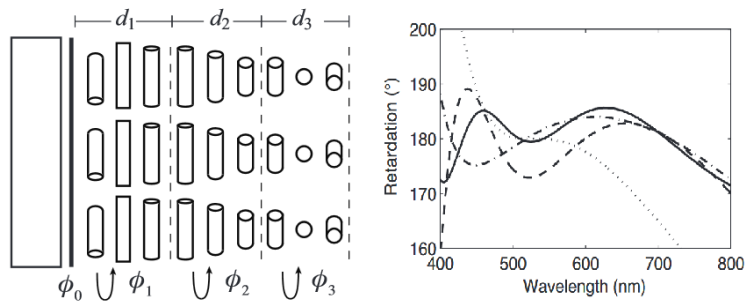 d₁ d₂ d₃
ϕ₀ ϕ₁ ϕ₂ ϕ₃
Retardation (°)
200
190
180
170
160
400 500 600 700 800
Wavelength (nm)